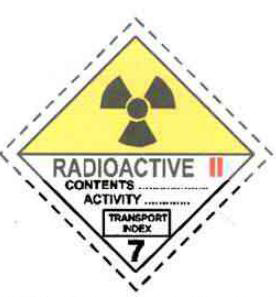 RADIOACTIVE II
CONTENTS ....................
ACTIVITY ..............
TRANSPORT
INDEX
7